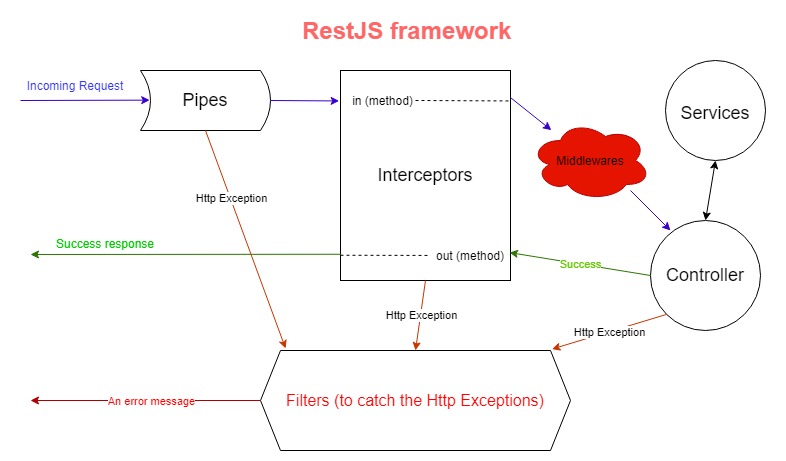 RestJS framework
Incoming Request
Pipes
in (method)
Services
Middlewares
Interceptors
Http Exception
Success response
out (method)
Success
Controller
Http Exception
Http Exception
An error message
Filters (to catch the Http Exceptions)